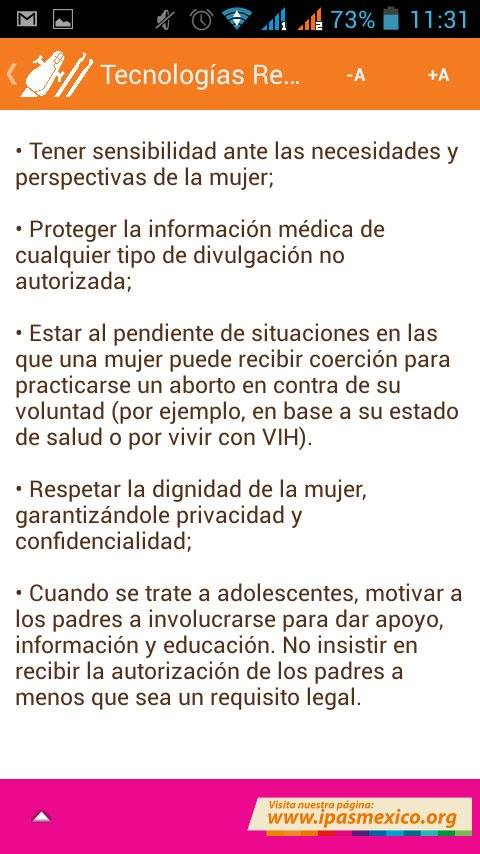 73% 11:31
Tecnologías Re... -A +A
• Tener sensibilidad ante las necesidades y
perspectivas de la mujer;
• Proteger la información médica de
cualquier tipo de divulgación no
autorizada;
• Estar al pendiente de situaciones en las
que una mujer puede recibir coerción para
practicarse un aborto en contra de su
voluntad (por ejemplo, en base a su estado
de salud o por vivir con VIH).
• Respetar la dignidad de la mujer,
garantizándole privacidad y
confidencialidad;
• Cuando se trate a adolescentes, motivar a
los padres a involucrarse para dar apoyo,
información y educación. No insistir en
recibir la autorización de los padres a
menos que sea un requisito legal.
Visita nuestra página:
www.ipasmexico.org